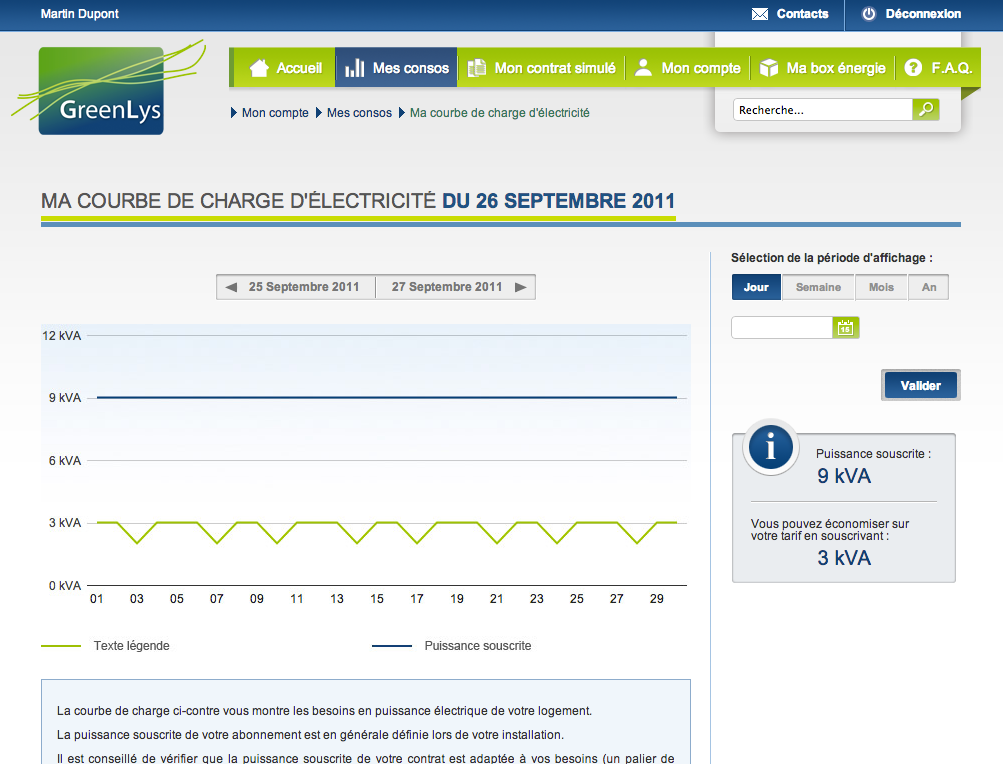 Martin Dupont
Contacts
Déconnexion
GreenLys
Accueil
Mes consos
Mon contrat simulé
Mon compte
Ma box énergie
F.A.Q.
Mon compte Mes consos Ma courbe de charge d'électricité
Recherche...
MA COURBE DE CHARGE D'ÉLECTRICITÉ DU 26 SEPTEMBRE 2011
25 Septembre 2011
27 Septembre 2011
12 kVA
9 kVA
6 kVA
3 kVA
0 kVA
01 03 05 07 09 11 13 15 17 19 21 23 25 27 29
Texte légende
Puissance souscrite
La courbe de charge ci-contre vous montre les besoins en puissance électrique de votre logement.
La puissance souscrite de votre abonnement est en générale définie lors de votre installation.
Il est conseillé de vérifier que la puissance souscrite de votre contrat est adaptée à vos besoins (un palier de
Sélection de la période d'affichage :
Jour
Semaine
Mois
An
15
Valider
i
Puissance souscrite :
9 kVA
Vous pouvez économiser sur
votre tarif en souscrivant :
3 kVA